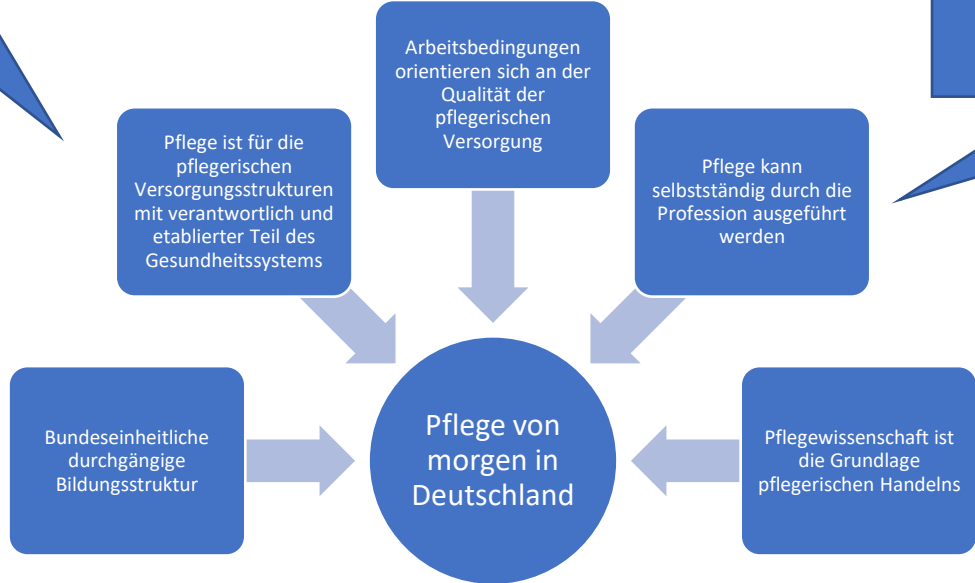 Arbeitsbedingungen
orientieren sich an der
Qualität der
pflegerischen
Versorgung
Pflege ist für die
pflegerischen
Versorgungsstrukturen
mit verantwortlich und
etablierter Teil des
Gesundheitssystems
Pflege kann
selbstständig durch die
Profession ausgeführt
werden
Bundeseinheitliche
durchgängige
Bildungsstruktur
Pflege von
morgen in
Deutschland
Pflegewissenschaft ist
die Grundlage
pflegerischen Handelns